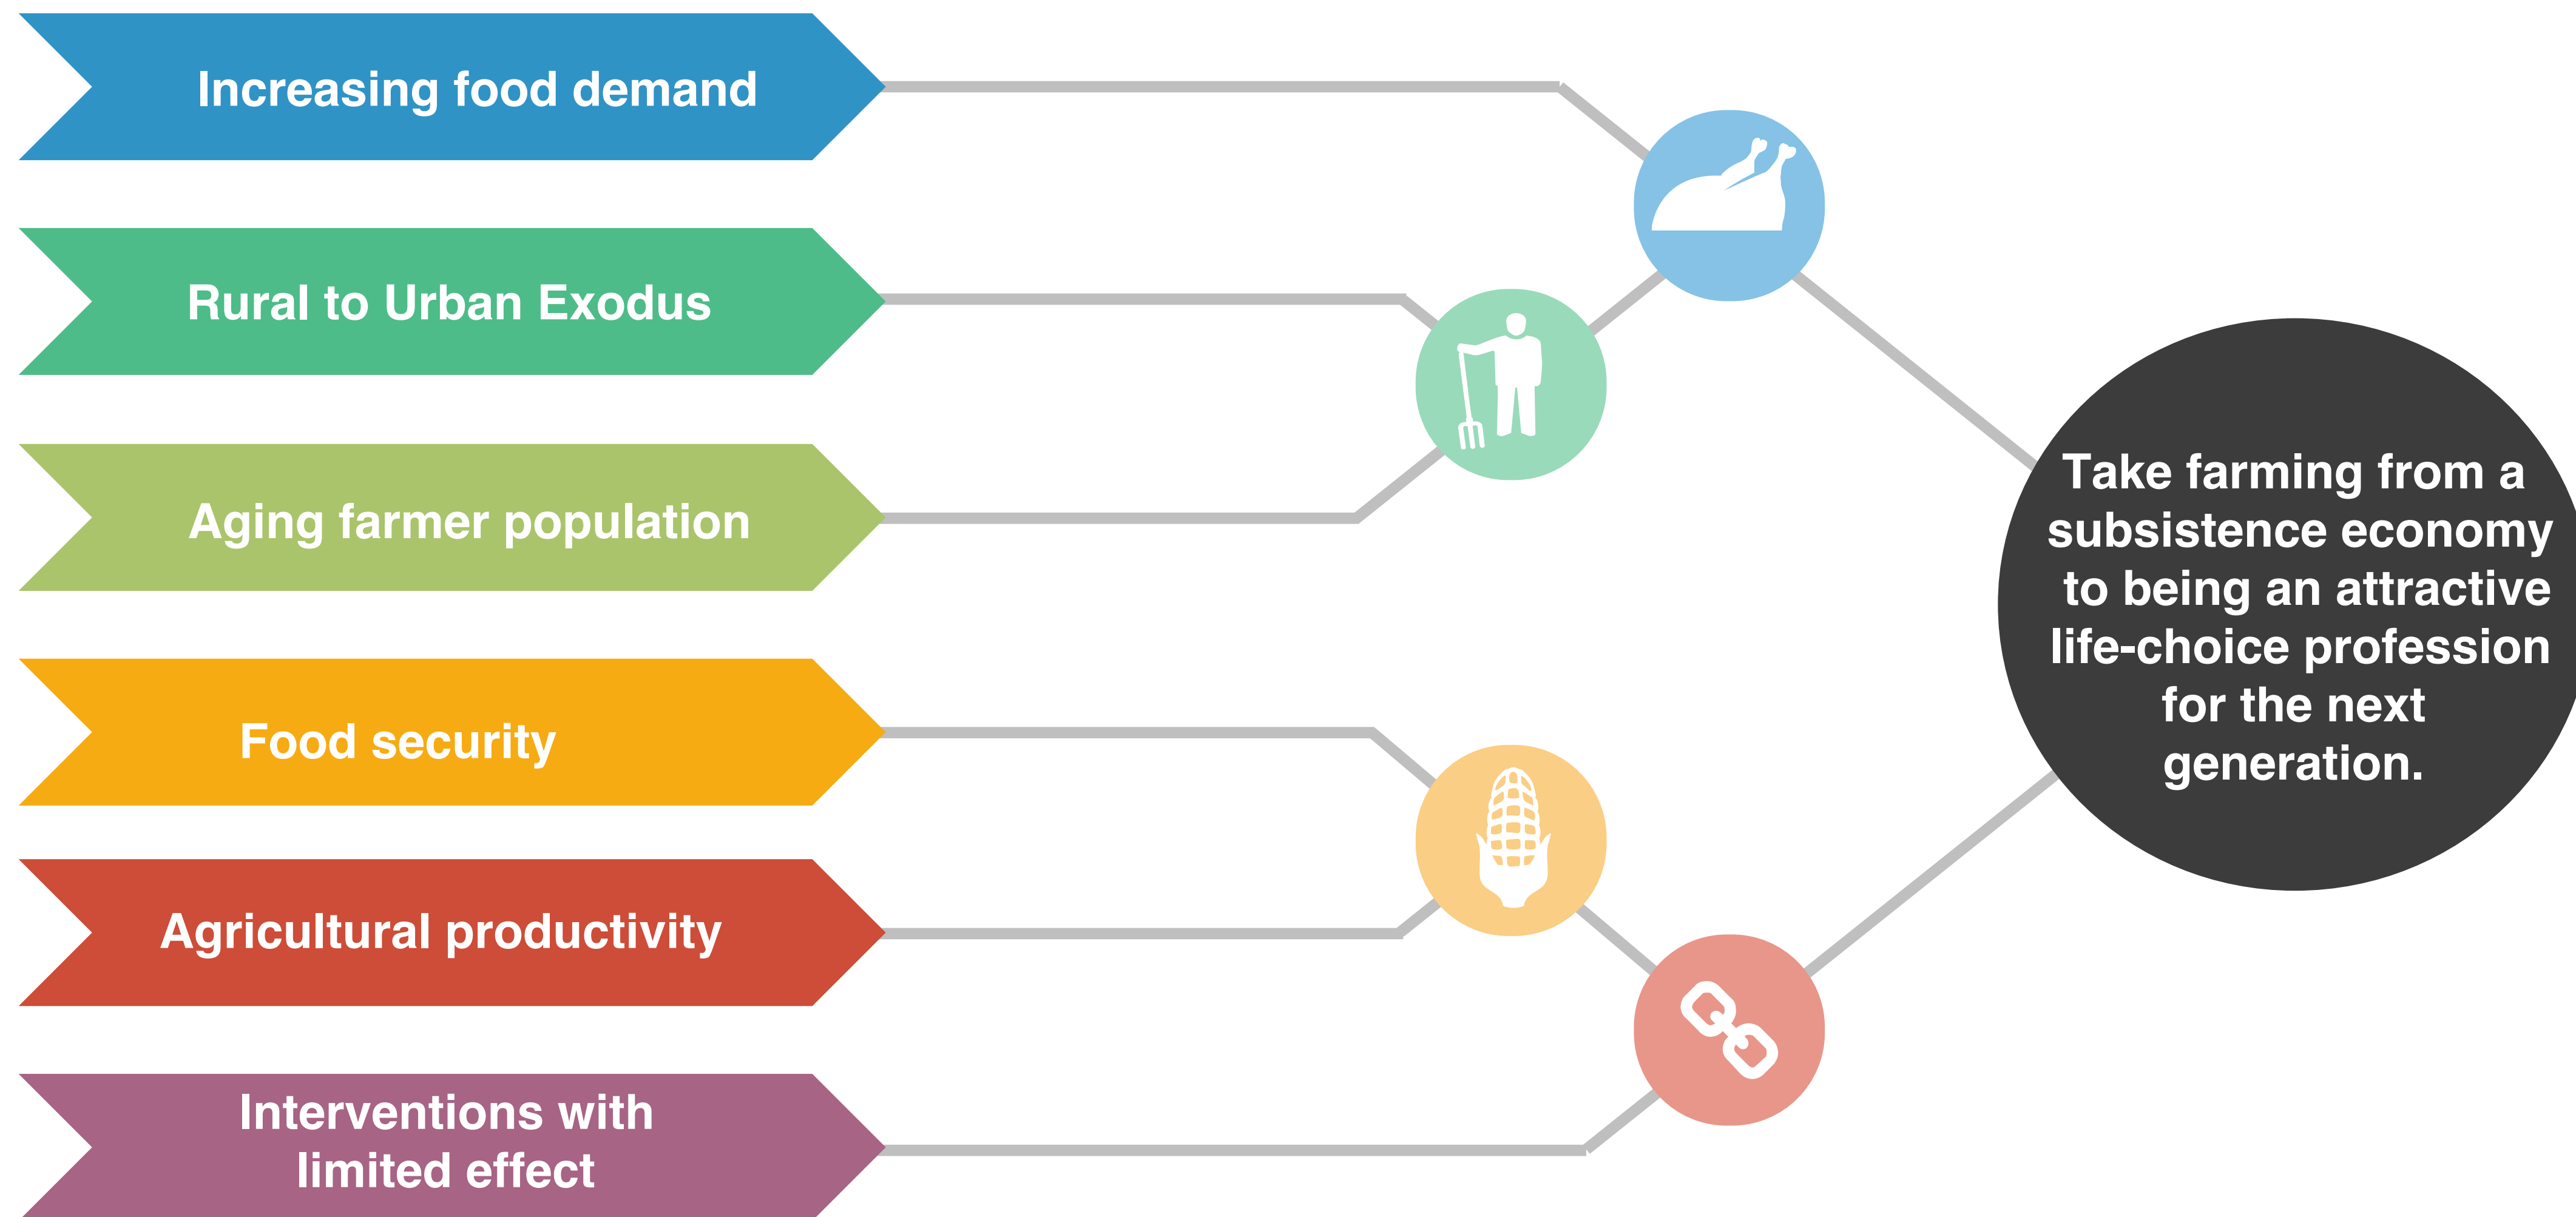 Increasing food demand
Rural to Urban Exodus
Aging farmer population
Food security
Agricultural productivity
Interventions with
limited effect
Take farming from a
subsistence economy
to being an attractive
life-choice profession
for the next
generation.